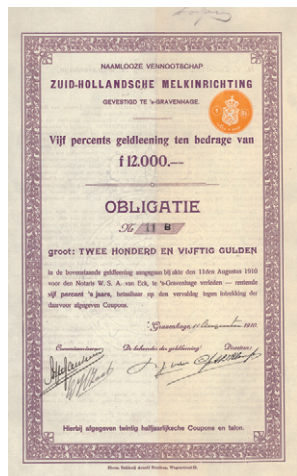 NAAMLOOZE VENNOOTSCHAP
ZUID-HOLLANDSCHE MELKINRICHTING
GEVESTIGD TE 's-GRAVENHAGE.
Vijf percents geldleening ten bedrage van
f 12.000.—
OBLIGATIE
No 11 B
groot: TWEE HONDERD EN VIJFTIG GULDEN
in de bovenstaande geldleening aangegaan bij akte den 11den Augustus 1910
voor den Notaris W. S. A. van Eck, te 's-Gravenhage verleden — rentende
vijf percent 's jaars, betaalbaar op den vervaldag tegen intrekking der
daarvoor afgegeven Coupons.
's Gravenhage, 11 Augustus 1910.
Commissarissen: De bekende der geldleening: Directeur:
Hierbij afgegeven twintig halfjaarlijksche Coupons en talon.